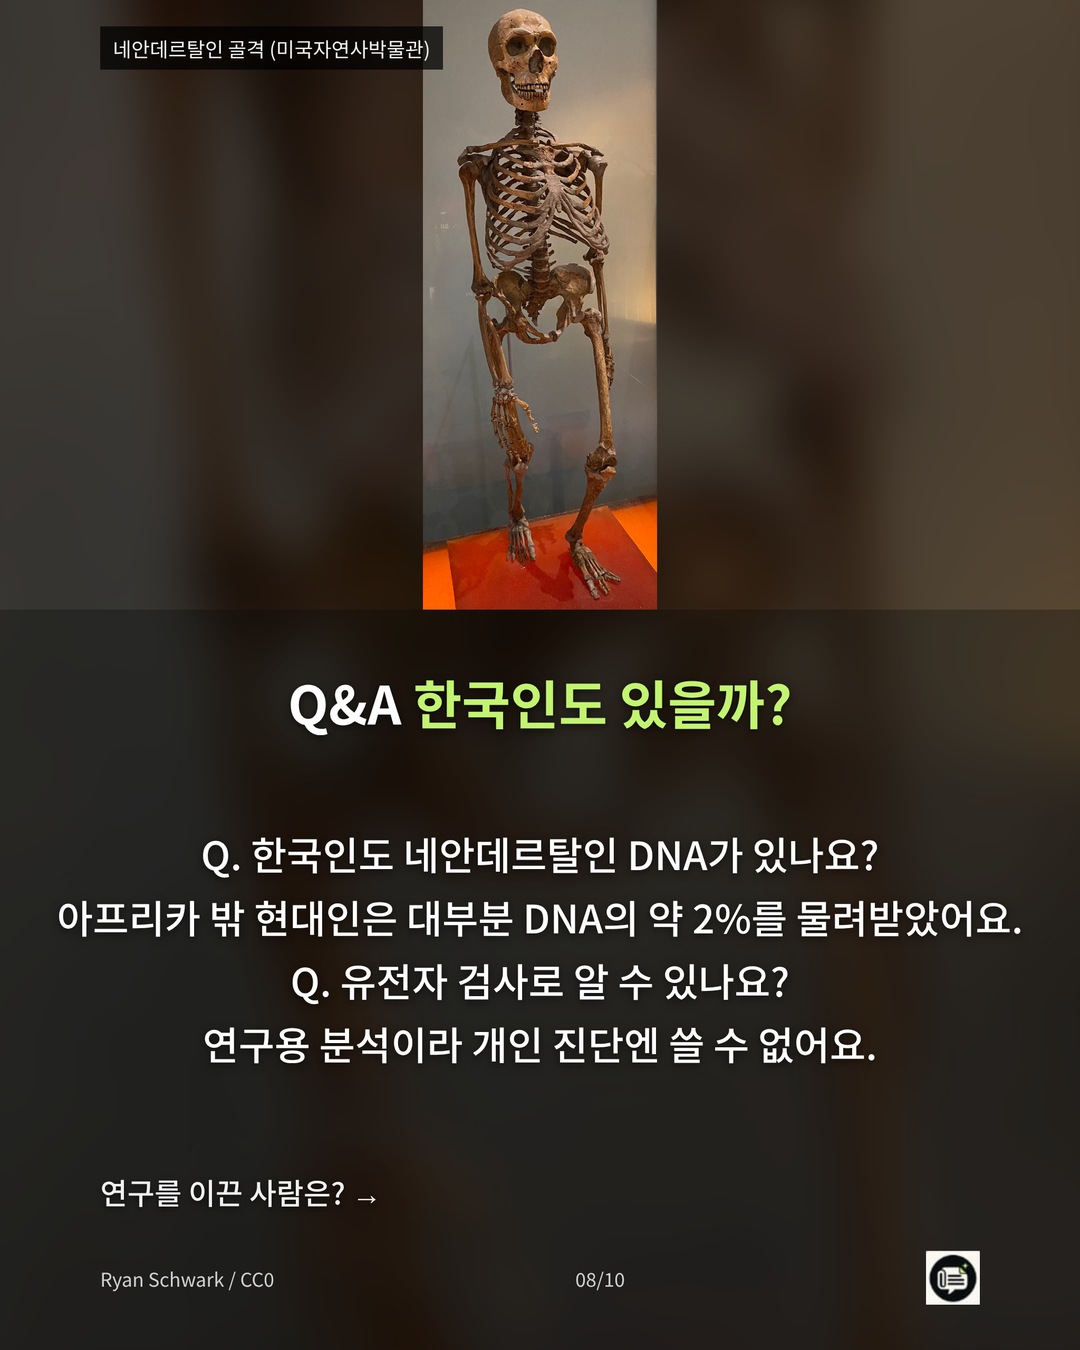 네안데르탈인 골격 (미국자연사박물관)
Q&A 한국인도 있을까?
Q. 한국인도 네안데르탈인 DNA가 있나요?
아프리카 밖 현대인은 대부분 DNA의 약 2%를 물려받았어요.
Q. 유전자 검사로 알 수 있나요?
연구용 분석이라 개인 진단엔 쓸 수 없어요.
연구를 이끈 사람은? →
Ryan Schwark / CC0
08/10